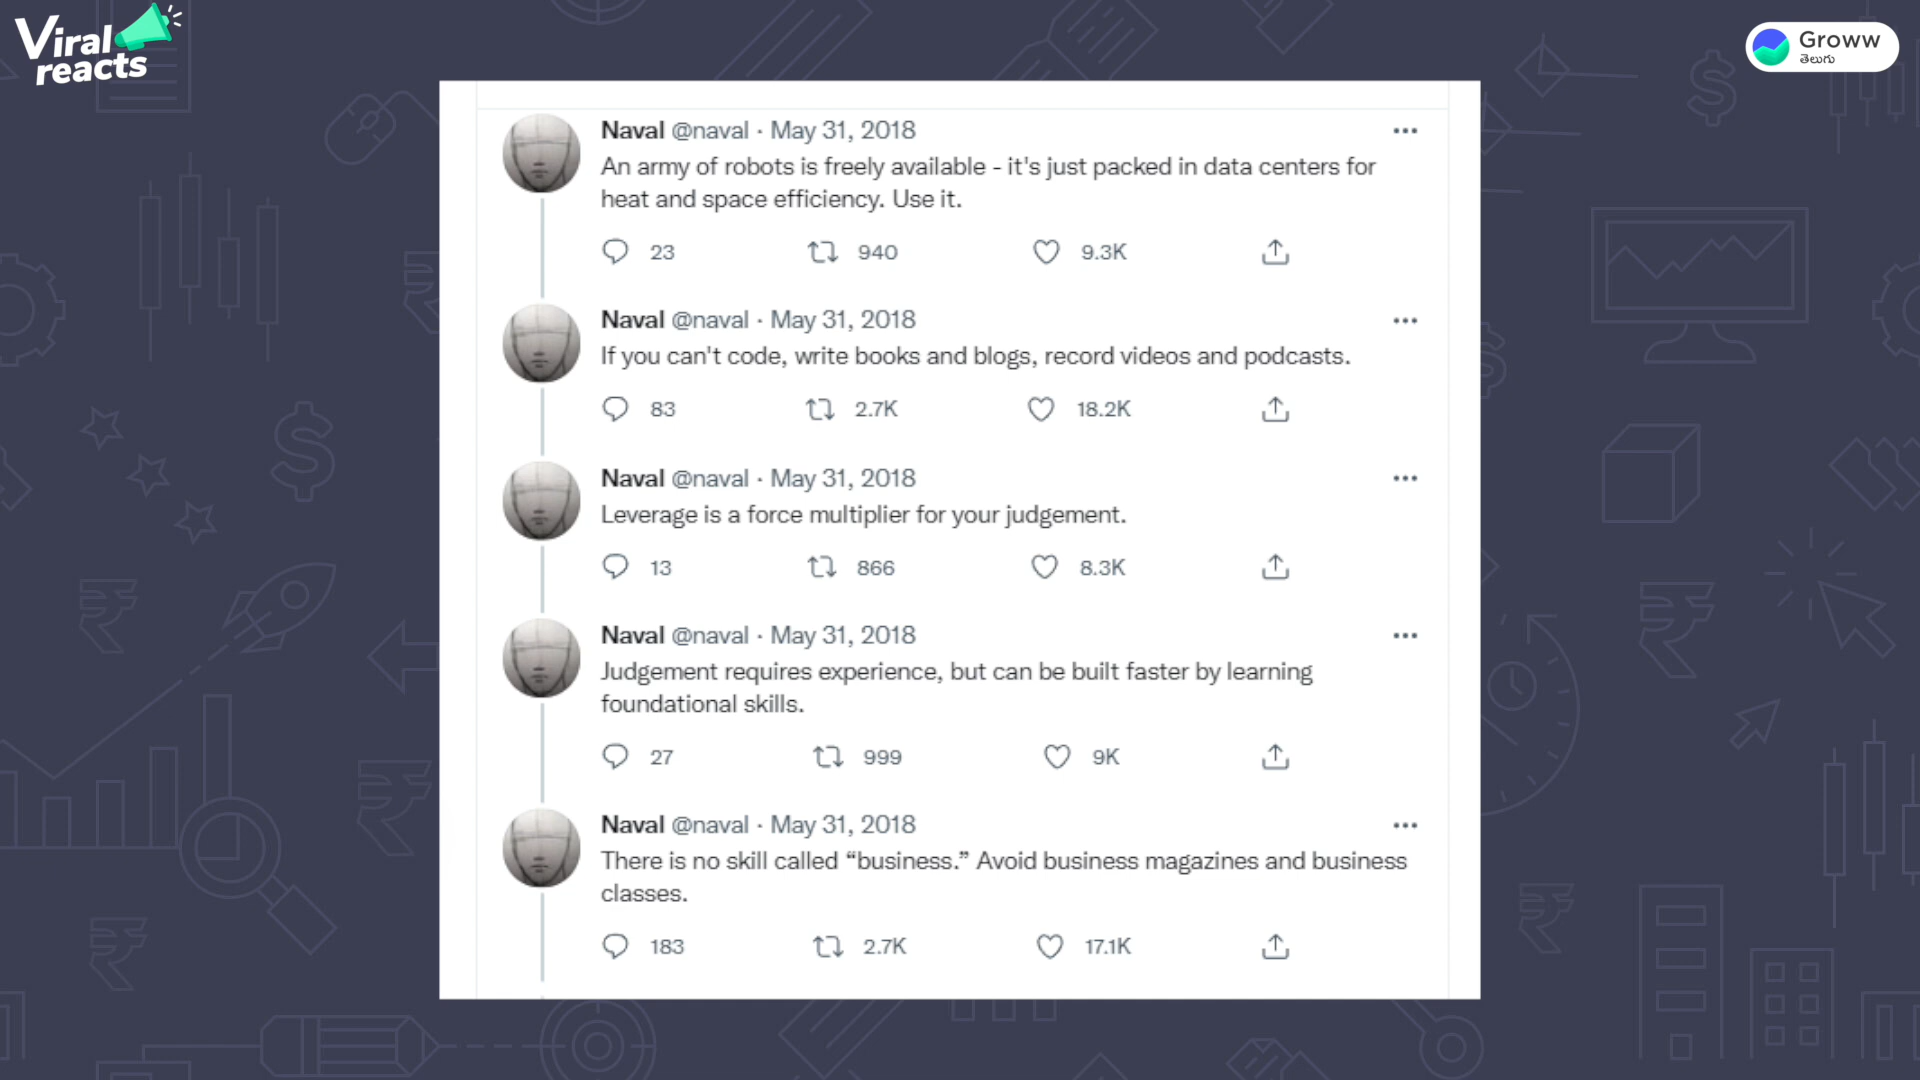 Viral
reacts
Groww
తెలుగు
Naval @naval · May 31, 2018
An army of robots is freely available - it's just packed in data centers for
heat and space efficiency. Use it.
23 940 9.3K
Naval @naval · May 31, 2018
If you can't code, write books and blogs, record videos and podcasts.
83 2.7K 18.2K
Naval @naval · May 31, 2018
Leverage is a force multiplier for your judgement.
13 866 8.3K
Naval @naval · May 31, 2018
Judgement requires experience, but can be built faster by learning
foundational skills.
27 999 9K
Naval @naval · May 31, 2018
There is no skill called “business.” Avoid business magazines and business
classes.
183 2.7K 17.1K